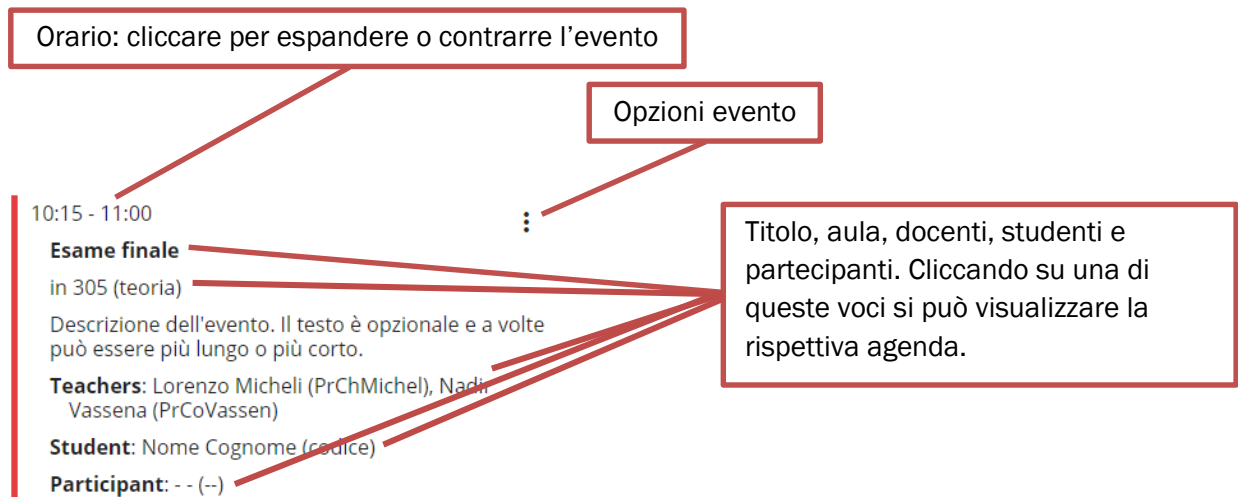 Orario: cliccare per espandere o contrarre l’evento
Opzioni evento
10:15 - 11:00
Esame finale
in 305 (teoria)
Descrizione dell'evento. Il testo è opzionale e a volte
può essere più lungo o più corto.
Teachers: Lorenzo Micheli (PrChMichel), Nadir
Vassena (PrCoVassen)
Student: Nome Cognome (codice)
Participant: - - (--)
Titolo, aula, docenti, studenti e
partecipanti. Cliccando su una di
queste voci si può visualizzare la
rispettiva agenda.